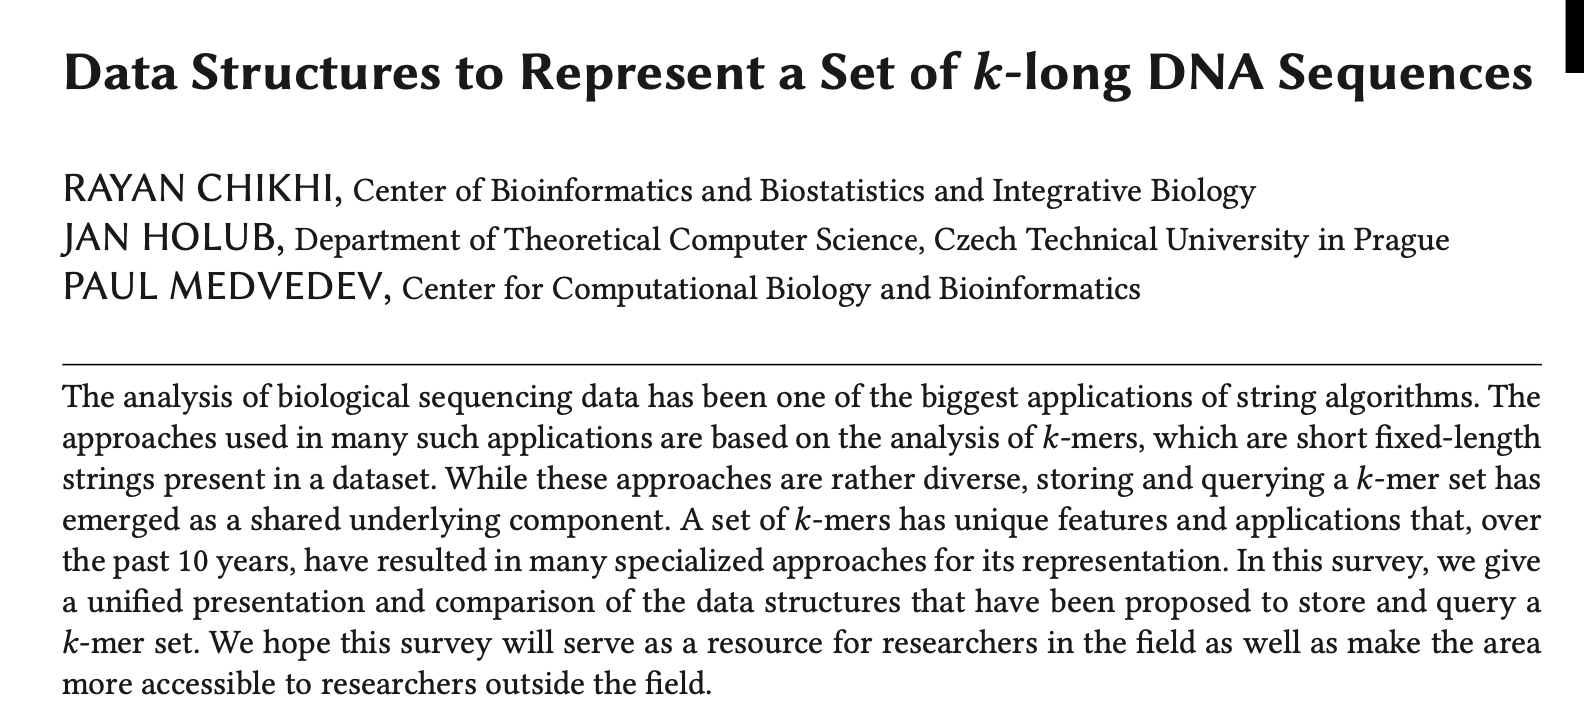 Data Structures to Represent a Set of k-long DNA Sequences
RAYAN CHIKHI, Center of Bioinformatics and Biostatistics and Integrative Biology
JAN HOLUB, Department of Theoretical Computer Science, Czech Technical University in Prague
PAUL MEDVEDEV, Center for Computational Biology and Bioinformatics
The analysis of biological sequencing data has been one of the biggest applications of string algorithms. The
approaches used in many such applications are based on the analysis of k-mers, which are short fixed-length
strings present in a dataset. While these approaches are rather diverse, storing and querying a k-mer set has
emerged as a shared underlying component. A set of k-mers has unique features and applications that, over
the past 10 years, have resulted in many specialized approaches for its representation. In this survey, we give
a unified presentation and comparison of the data structures that have been proposed to store and query a
k-mer set. We hope this survey will serve as a resource for researchers in the field as well as make the area
more accessible to researchers outside the field.